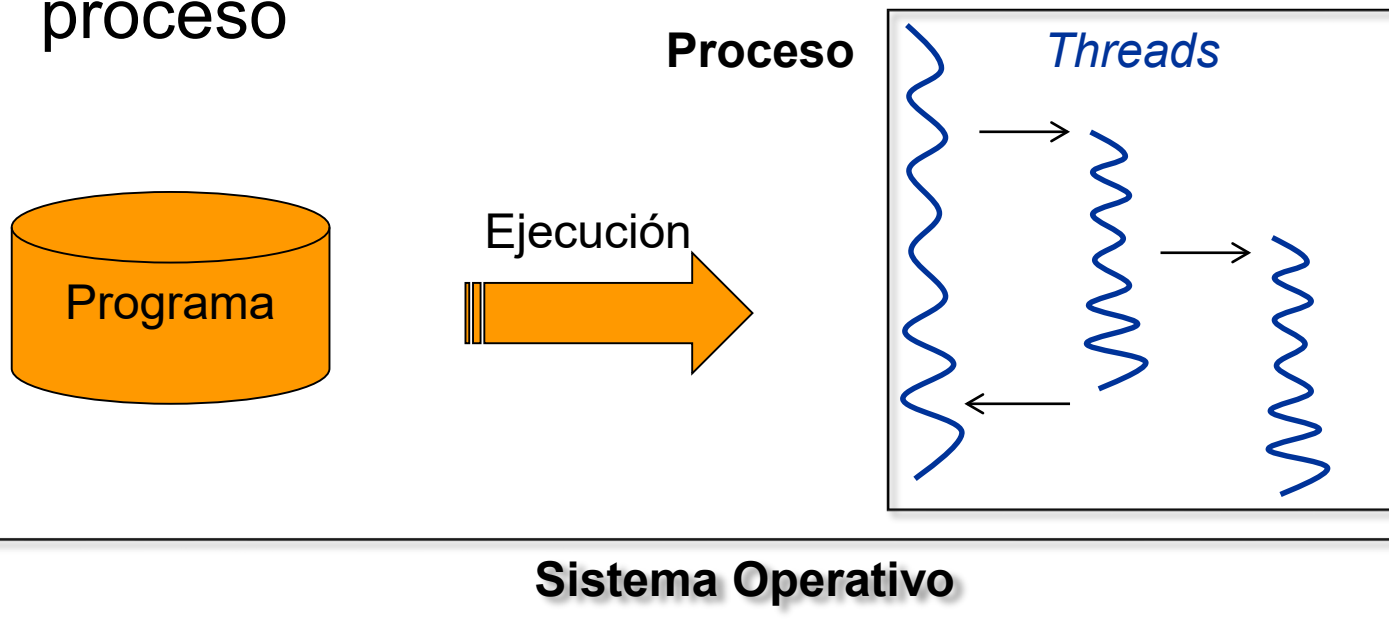 proceso
Proceso
Threads
Ejecución
Programa
Sistema Operativo